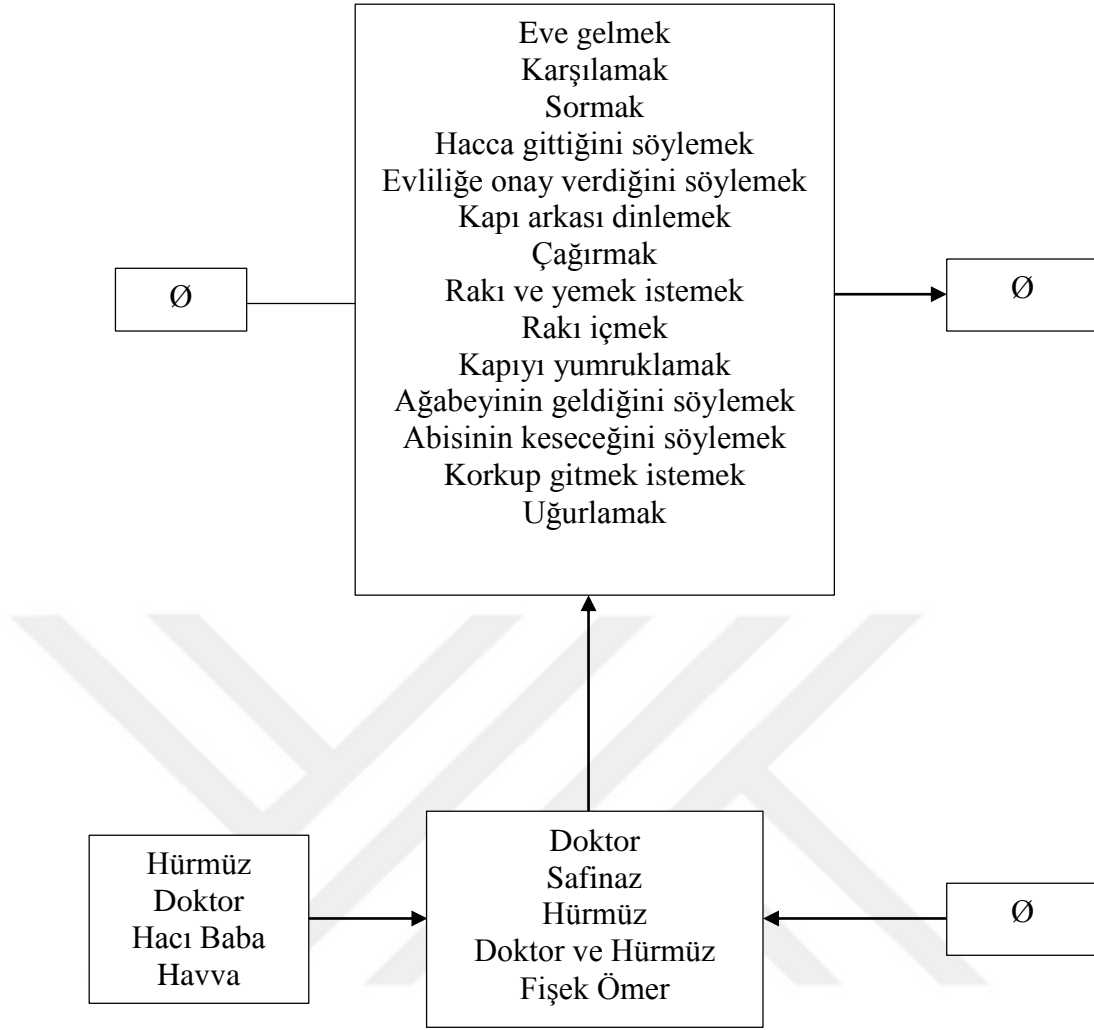 Eve gelmek
Karşılamak
Sormak
Hacca gittiğini söylemek
Evliliğe onay verdiğini söylemek
Kapı arkası dinlemek
Çağırmak
Rakı ve yemek istemek
Rakı içmek
Kapıyı yumruklamak
Ağabeyinin geldiğini söylemek
Abisinin keseceğini söylemek
Korkup gitmek istemek
Uğurlamak
Ø
Ø
Hürmüz
Doktor
Hacı Baba
Havva
Doktor
Safinaz
Hürmüz
Doktor ve Hürmüz
Fişek Ömer
Ø